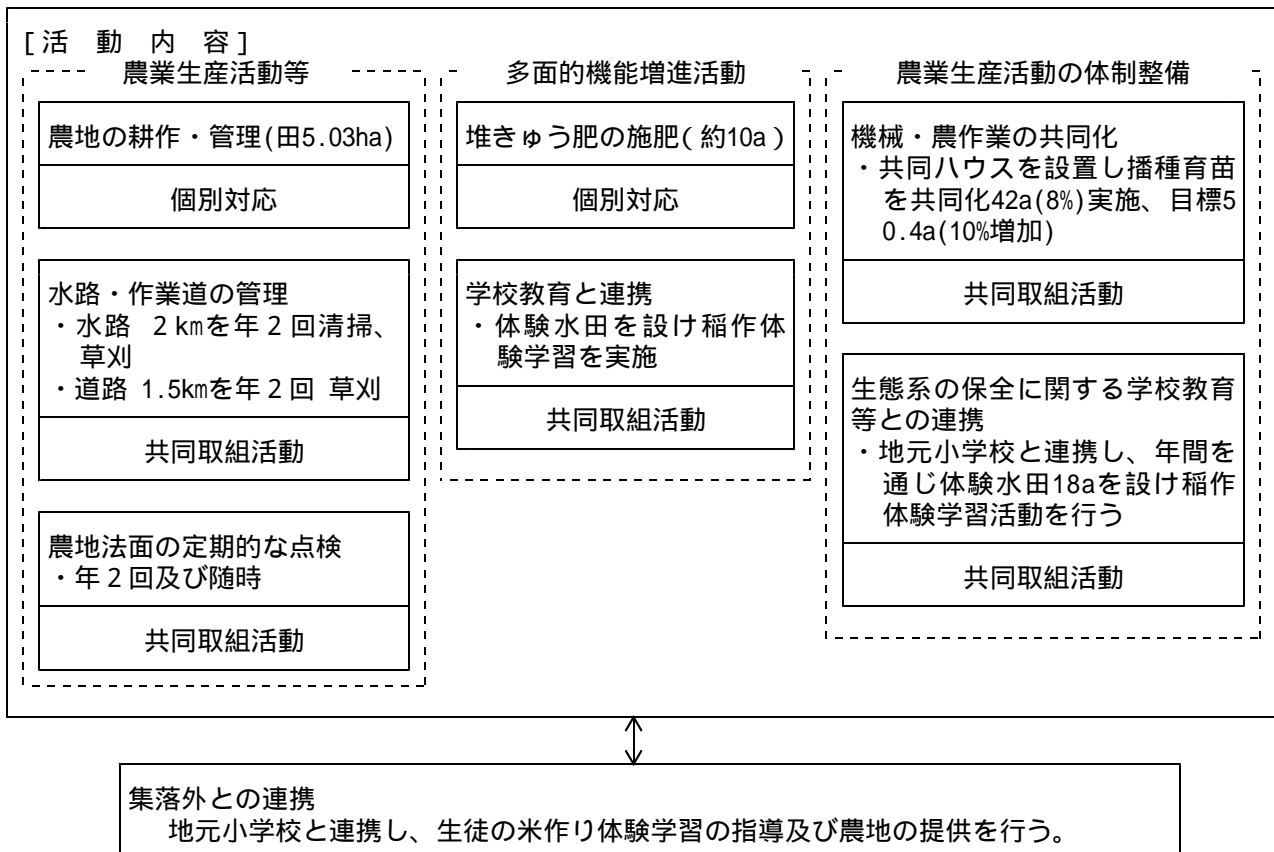 [活 動 内 容]
農業生産活動等
農地の耕作・管理(田5.03ha)
個別対応
水路・作業道の管理
・水路 2㎞を年2回清掃、
草刈
・道路 1.5㎞を年2回 草刈
共同取組活動
農地法面の定期的な点検
・年2回及び随時
共同取組活動
多面的機能増進活動
堆きゅう肥の施肥(約10a)
個別対応
学校教育と連携
・体験水田を設け稲作体
験学習を実施
共同取組活動
農業生産活動の体制整備
機械・農作業の共同化
・共同ハウスを設置し播種育苗
を共同化42a(8%)実施、目標5
0.4a(10%増加)
共同取組活動
生態系の保全に関する学校教育
等との連携
・地元小学校と連携し、年間を
通じ体験水田18aを設け稲作
体験学習活動を行う
共同取組活動
集落外との連携
地元小学校と連携し、生徒の米作り体験学習の指導及び農地の提供を行う。